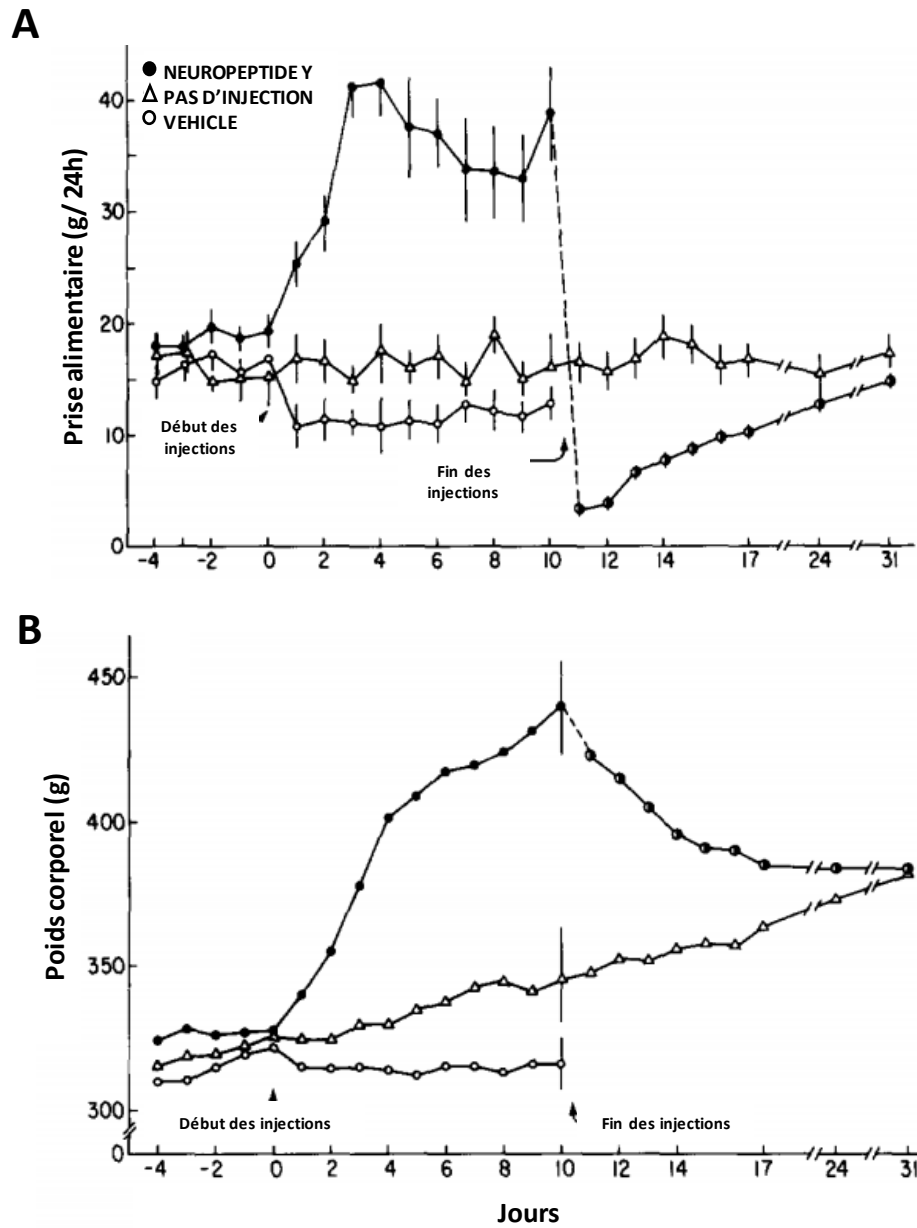 A
NEUROPEPTIDE Y
PAS D'INJECTION
VEHICLE
Prise alimentaire (g/ 24h)
40
30
20
10
0
Début des
injections
Fin des
injections
-4 -2 0 2 4 6 8 10 12 14 17 24 31
B
Poids corporel (g)
450
400
350
300
0
Début des injections
Fin des injections
-4 -2 0 2 4 6 8 10 12 14 17 24 31
Jours